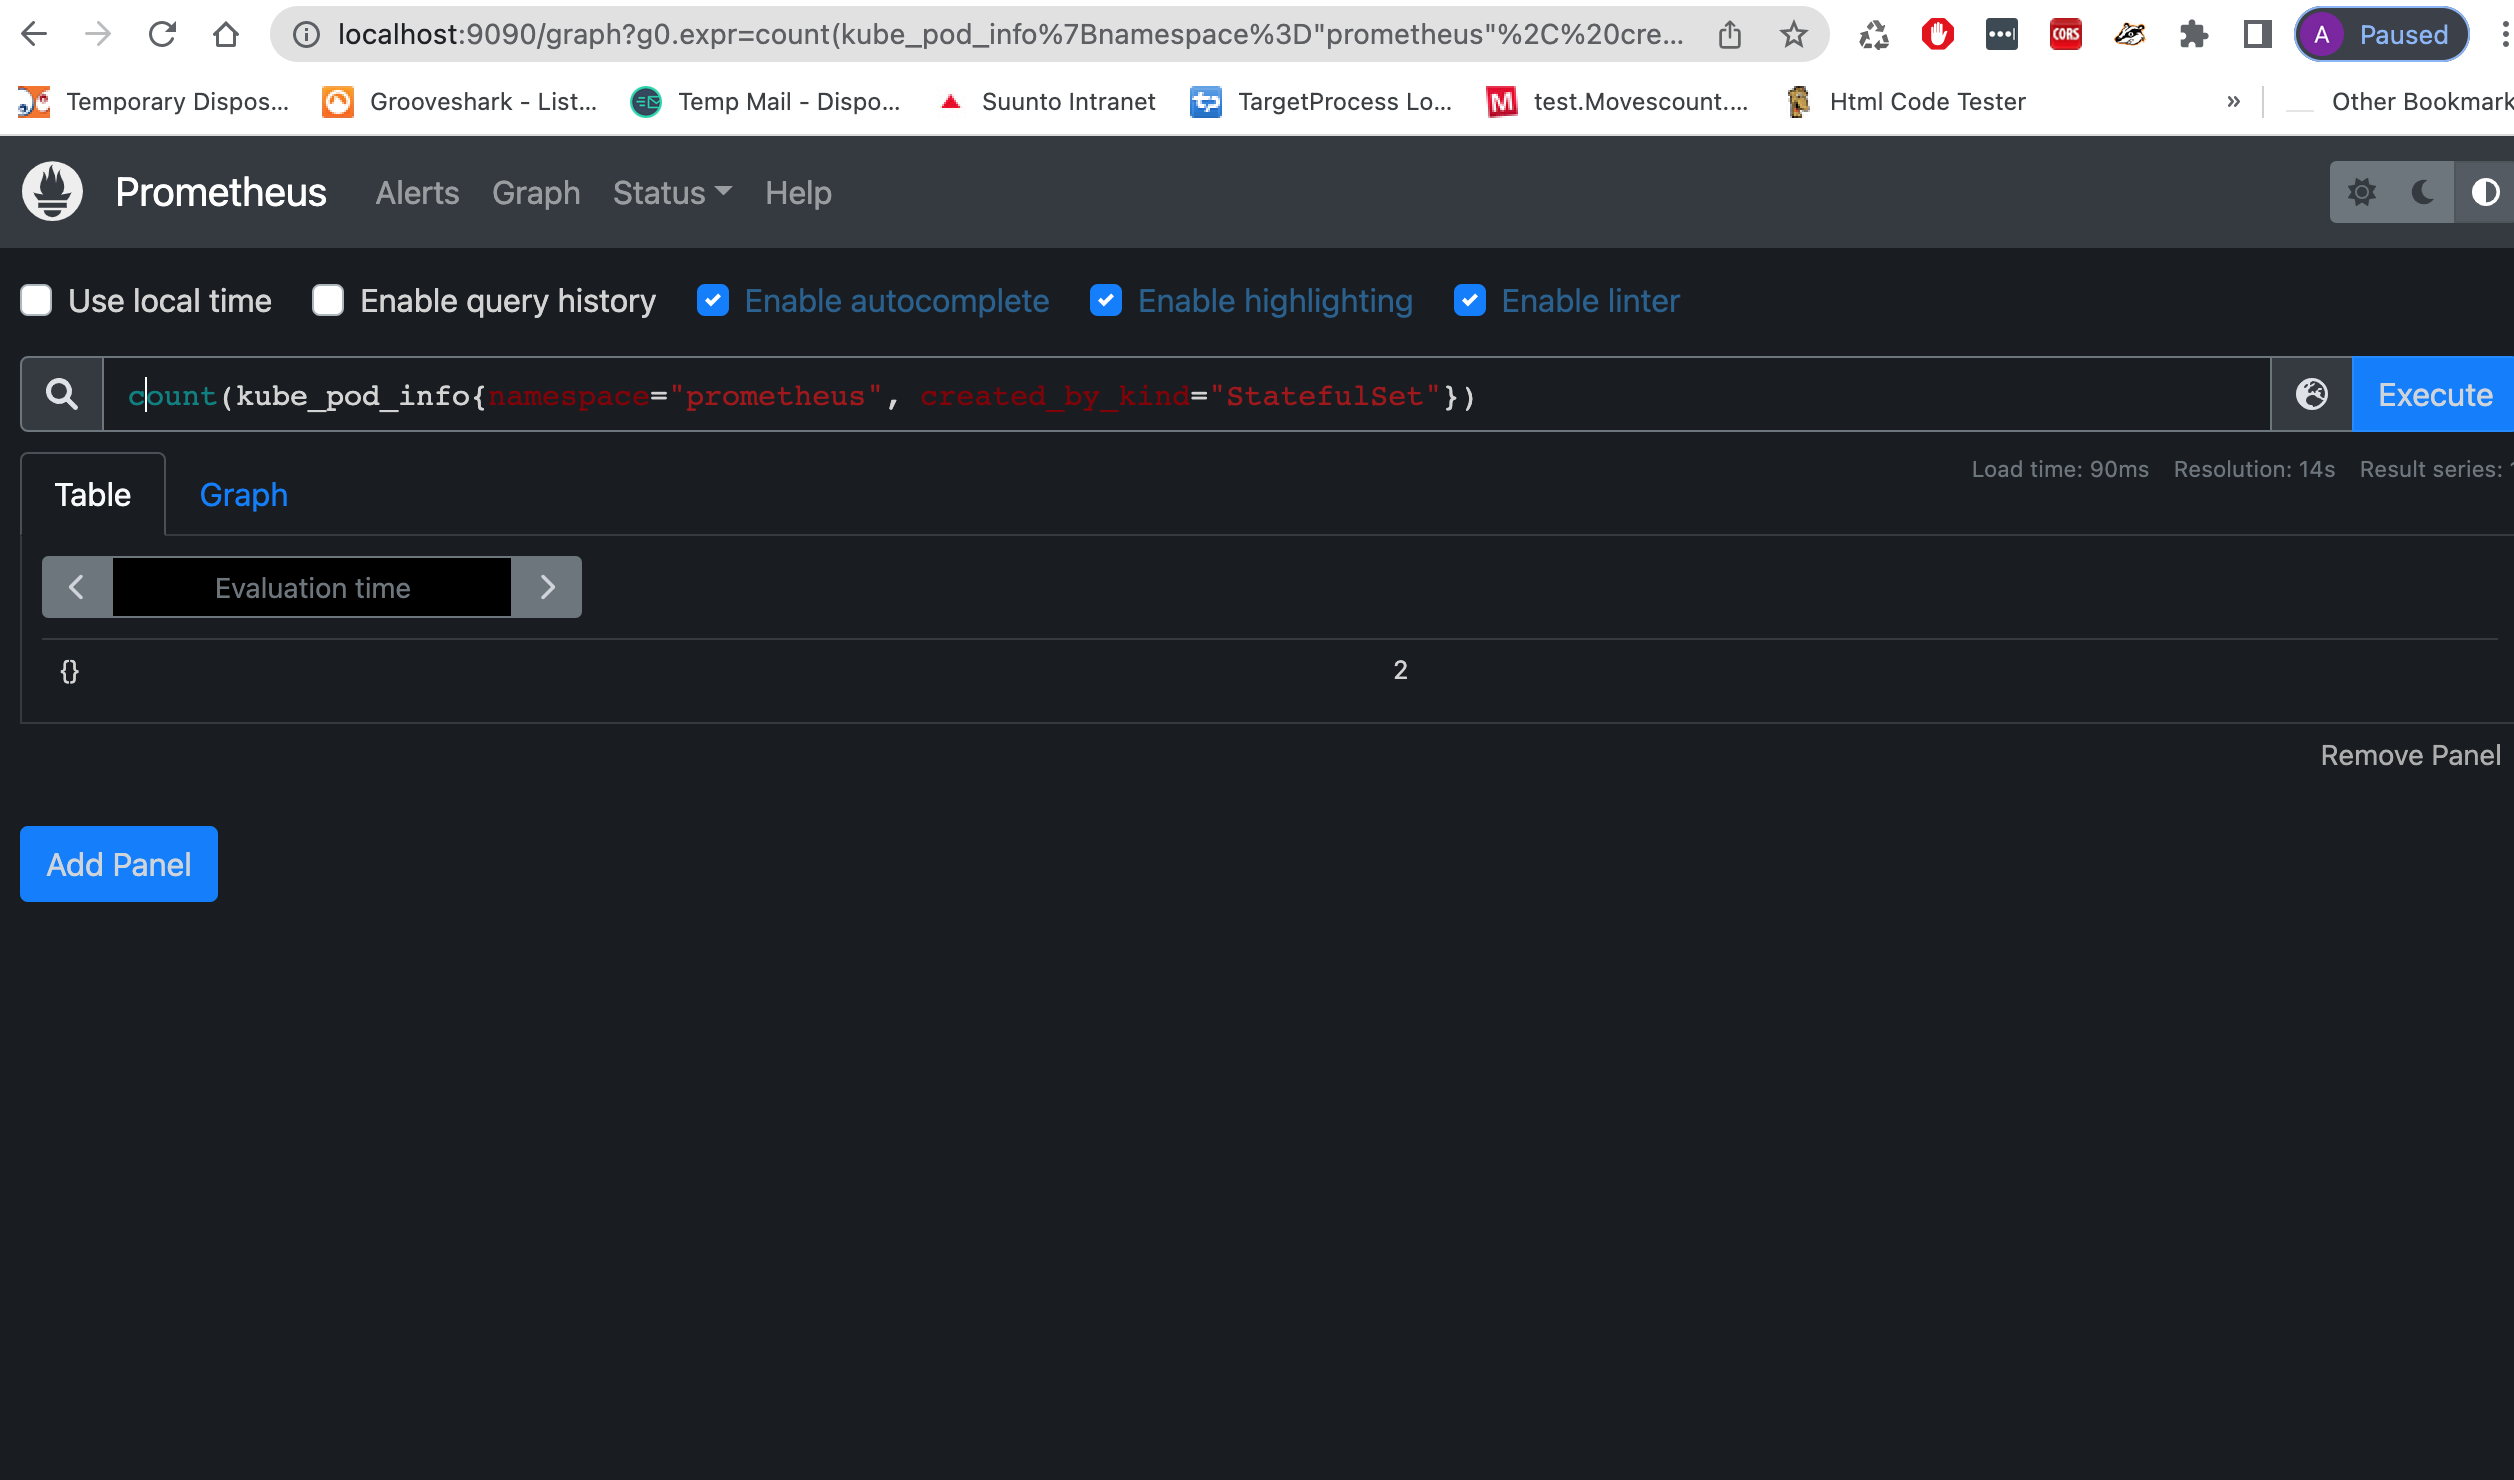 localhost:9090/graph?g0.expr=count(kube_pod_info%7Bnamespace%3D"prometheus"%2C%20cre...
CORS
A Paused
Temporary Dispos... Grooveshark - List... Temp Mail - Dispo... Suunto Intranet tp TargetProcess Lo... M test.Movescount.... Html Code Tester » Other Bookmark
Prometheus Alerts Graph Status Help
Use local time Enable query history Enable autocomplete Enable highlighting Enable linter
count(kube_pod_info{namespace="prometheus", created_by_kind="StatefulSet"})
Execute
Table Graph
Load time: 90ms Resolution: 14s Result series:
Evaluation time
{} 2
Remove Panel
Add Panel